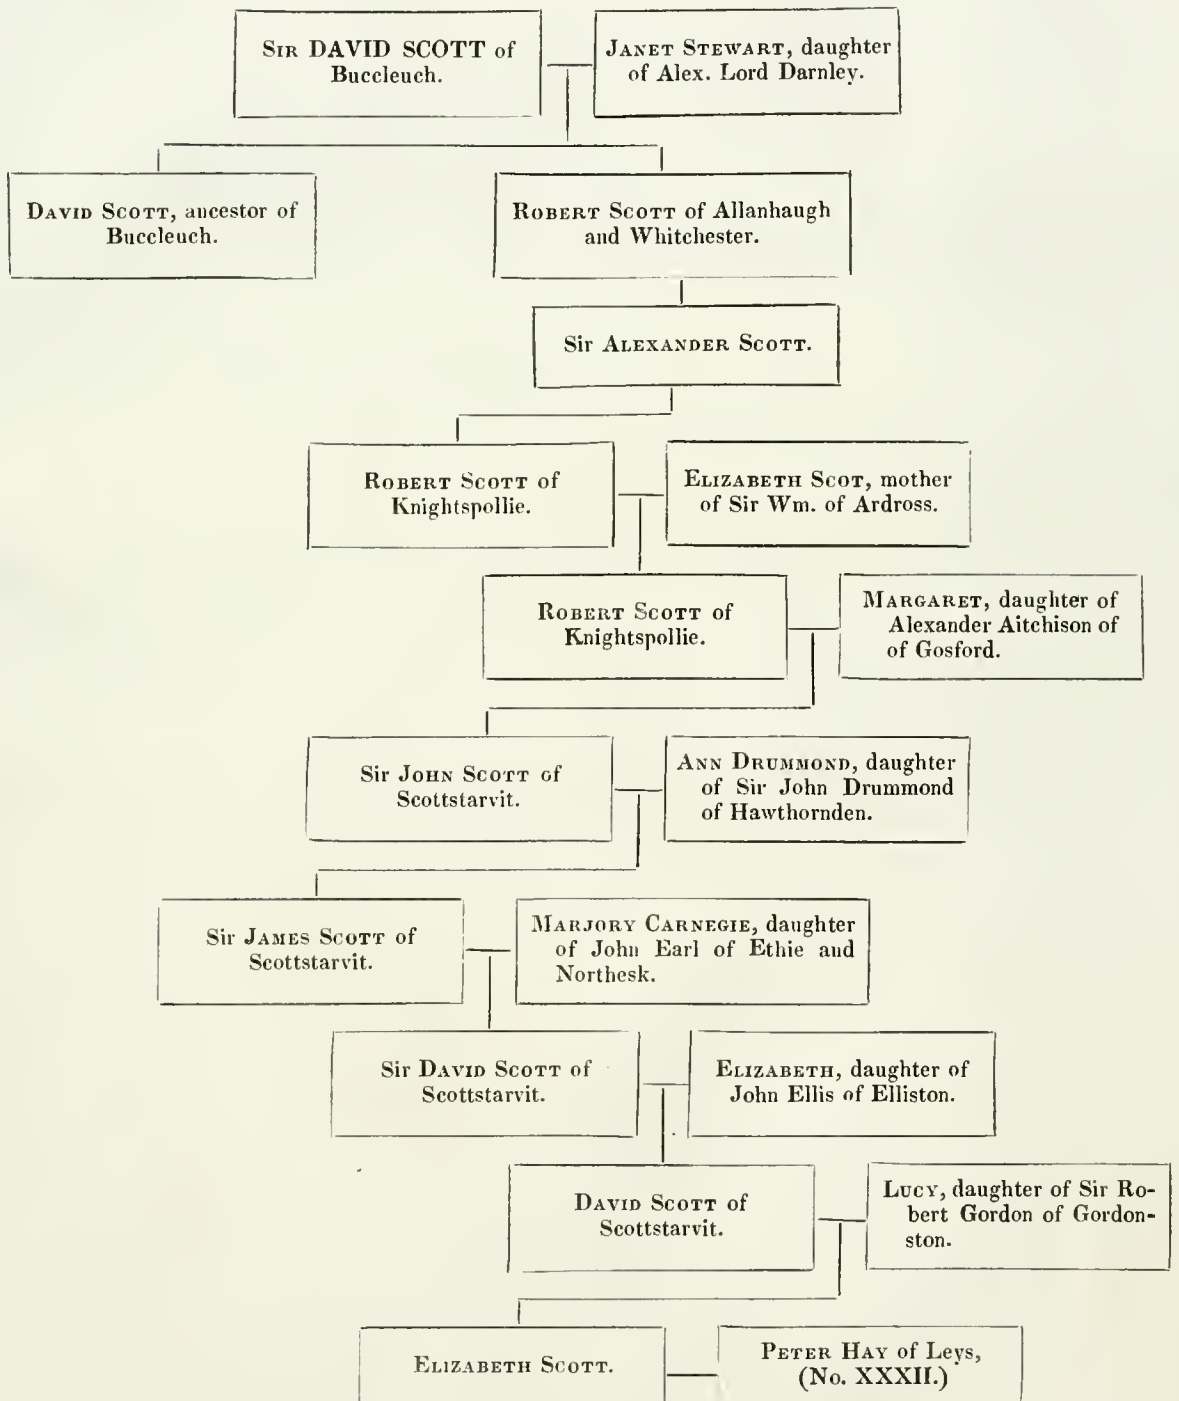 SIR DAVID SCOTT of
Buccleuch.
JANET STEWART, daughter
of Alex. Lord Darnley.
DAVID SCOTT, ancestor of
Buccleuch.
ROBERT SCOTT of Allanhaugh
and Whitchester.
Sir ALEXANDER SCOTT.
ROBERT SCOTT of
Knightspollie.
ELIZABETH SCOT, mother
of Sir Wm. of Ardross.
ROBERT SCOTT of
Knightspollie.
MARGARET, daughter of
Alexander Aitchison of
of Gosford.
Sir JOHN SCOTT of
Scottstarvit.
ANN DRUMMOND, daughter
of Sir John Drummond
of Hawthornden.
Sir JAMES SCOTT of
Scottstarvit.
MARJORY CARNEGIE, daughter
of John Earl of Ethie and
Northesk.
Sir DAVID SCOTT of
Scottstarvit.
ELIZABETH, daughter of
John Ellis of Elliston.
DAVID SCOTT of
Scottstarvit.
LUCY, daughter of Sir Ro-
bert Gordon of Gordon-
ston.
ELIZABETH SCOTT.
PETER HAY of Leys,
(No. XXXII.)